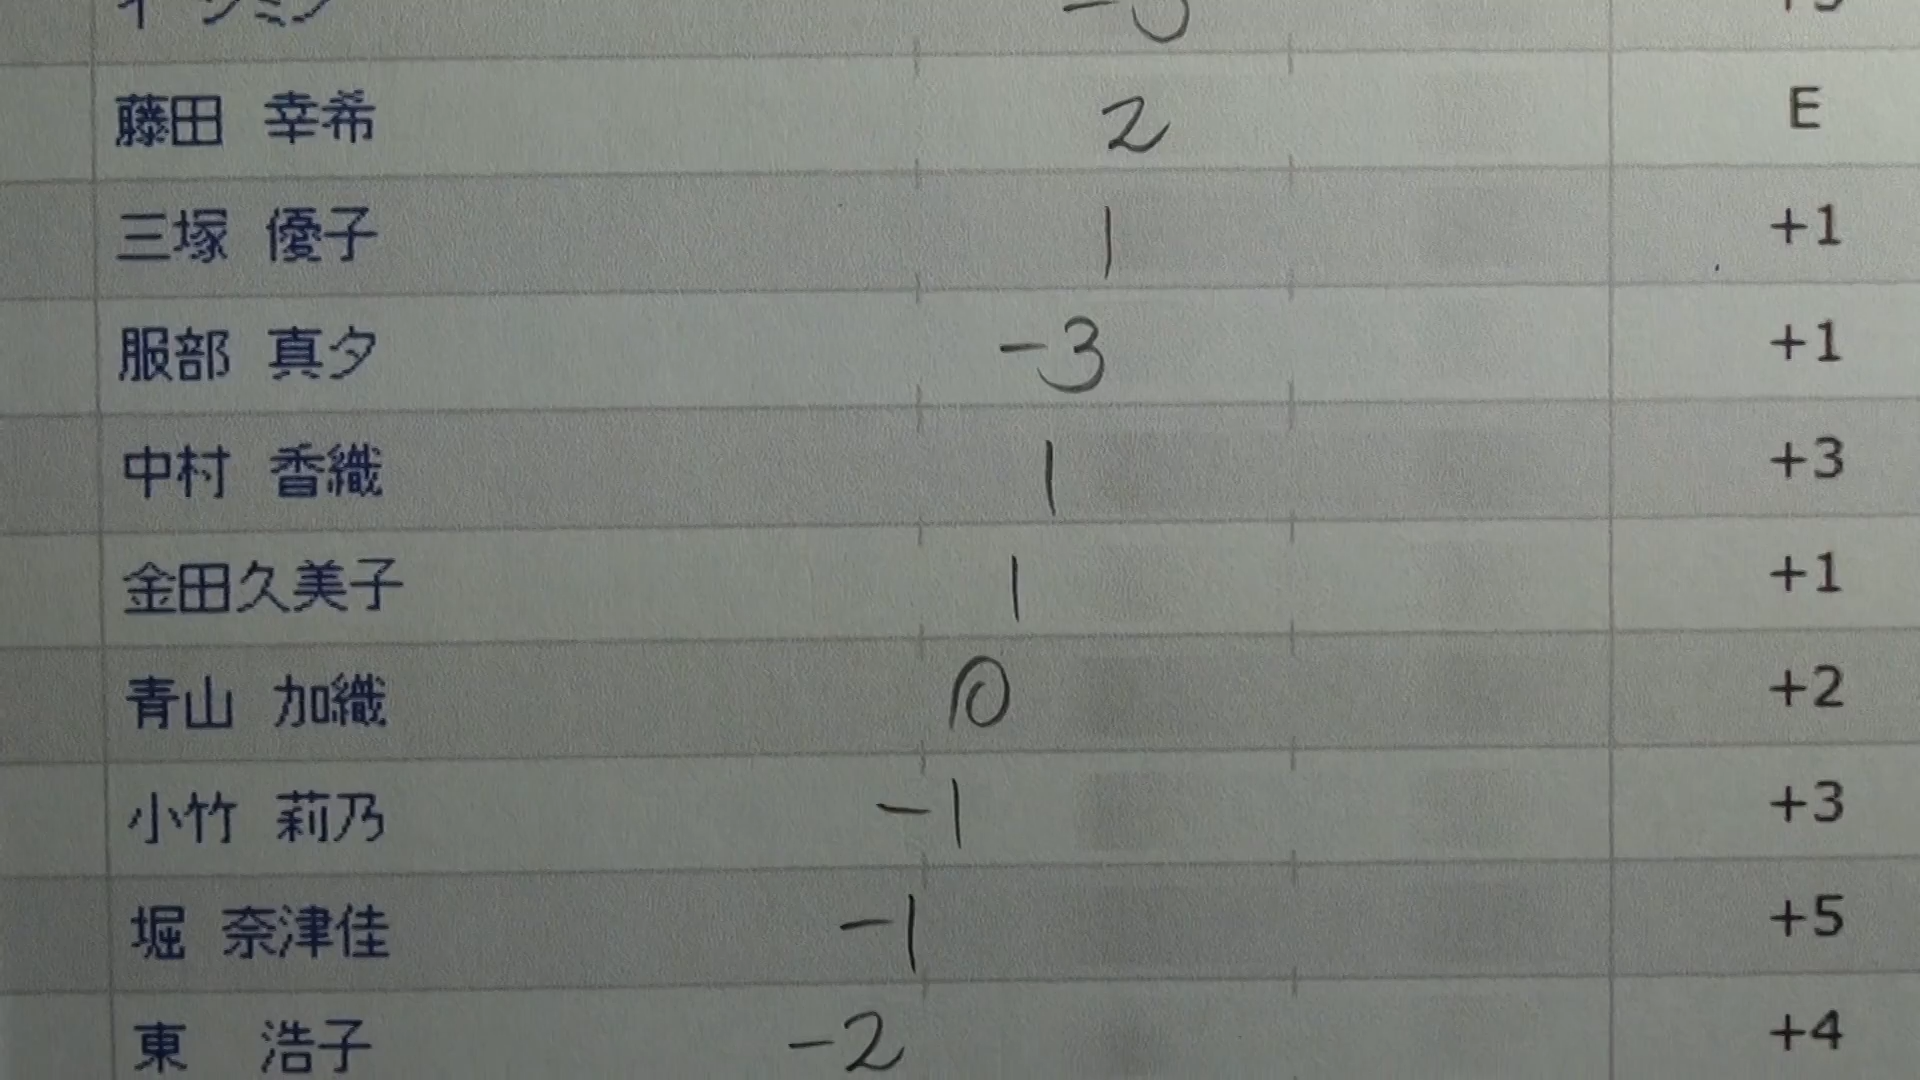 藤田 幸希 2 E
三塚 優子 1 +1
服部 真夕 -3 +1
中村 香織 1 +3
金田久美子 1 +1
青山 加織 0 +2
小竹 莉乃 -1 +3
堀 奈津佳 -1 +5
東 浩子 -2 +4